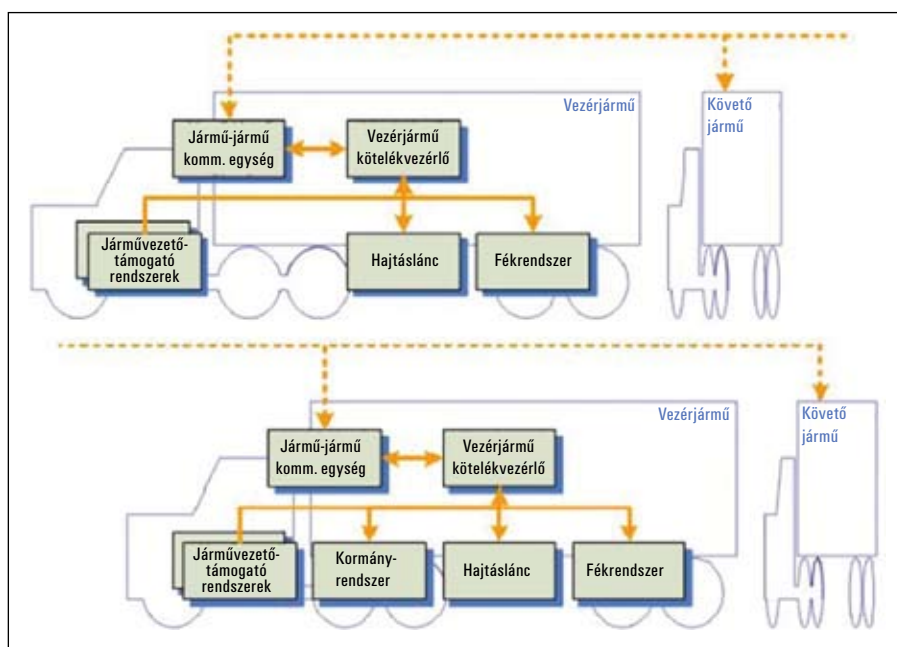 Vezérjármű
Követő
jármű
Jármű-jármű
komm. egység
Vezérjármű
kötelékvezérlő
Járművezető-
támogató
rendszerek
Hajtáslánc
Fékrendszer
Vezérjármű
Követő
jármű
Jármű-jármű
komm. egység
Vezérjármű
kötelékvezérlő
Járművezető-
támogató
rendszerek
Kormány-
rendszer
Hajtáslánc
Fékrendszer